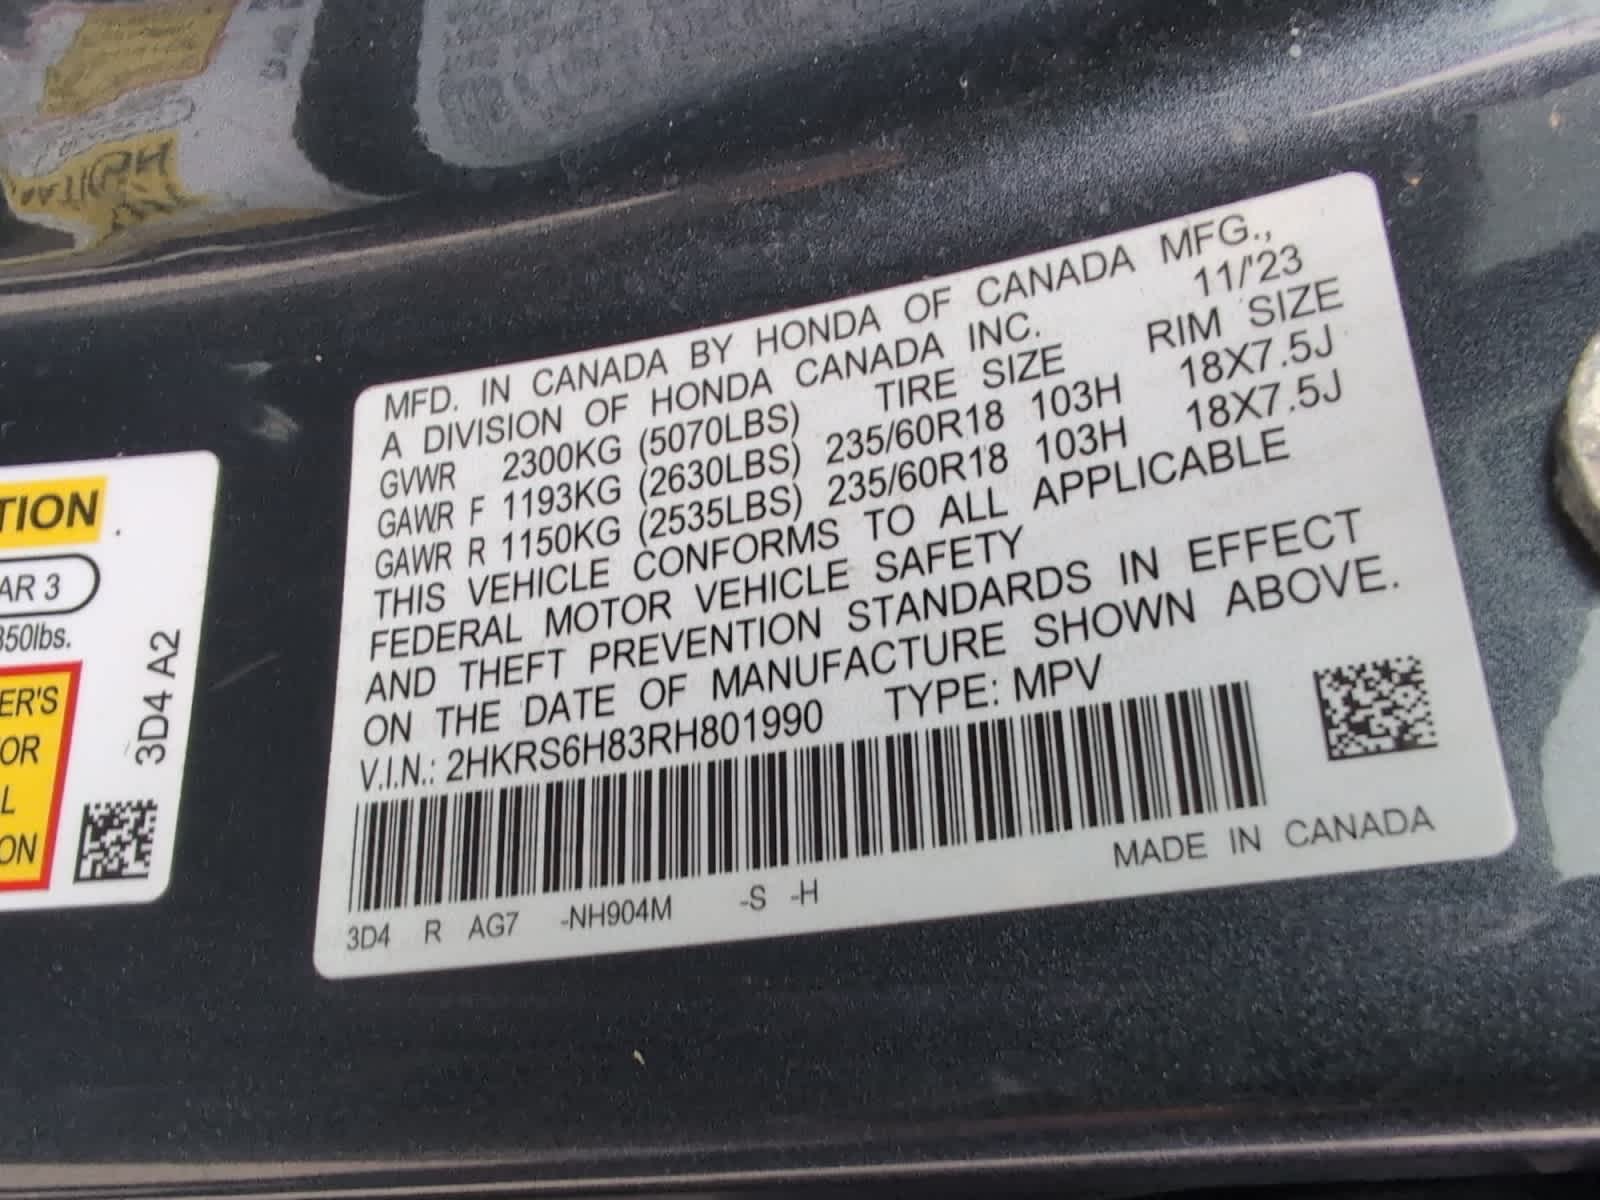 MFD. IN CANADA BY HONDA OF CANADA MFG.,
A DIVISION OF HONDA CANADA INC. 11/'23
GVWR 2300KG (5070LBS) TIRE SIZE RIM SIZE
GAWR F 1193KG (2630LBS) 235/60R18 103H 18X7.5J
GAWR R 1150KG (2535LBS) 235/60R18 103H 18X7.5J
THIS VEHICLE CONFORMS TO ALL APPLICABLE
FEDERAL MOTOR VEHICLE SAFETY
AND THEFT PREVENTION STANDARDS IN EFFECT
ON THE DATE OF MANUFACTURE SHOWN ABOVE.
V.I.N.: 2HKRS6H83RH801990 TYPE: MPV
MADE IN CANADA
3D4 R AG7 -NH904M -S -H
TION
AR 3
350lbs.
ER'S
OR
L
ON
3D4 A2